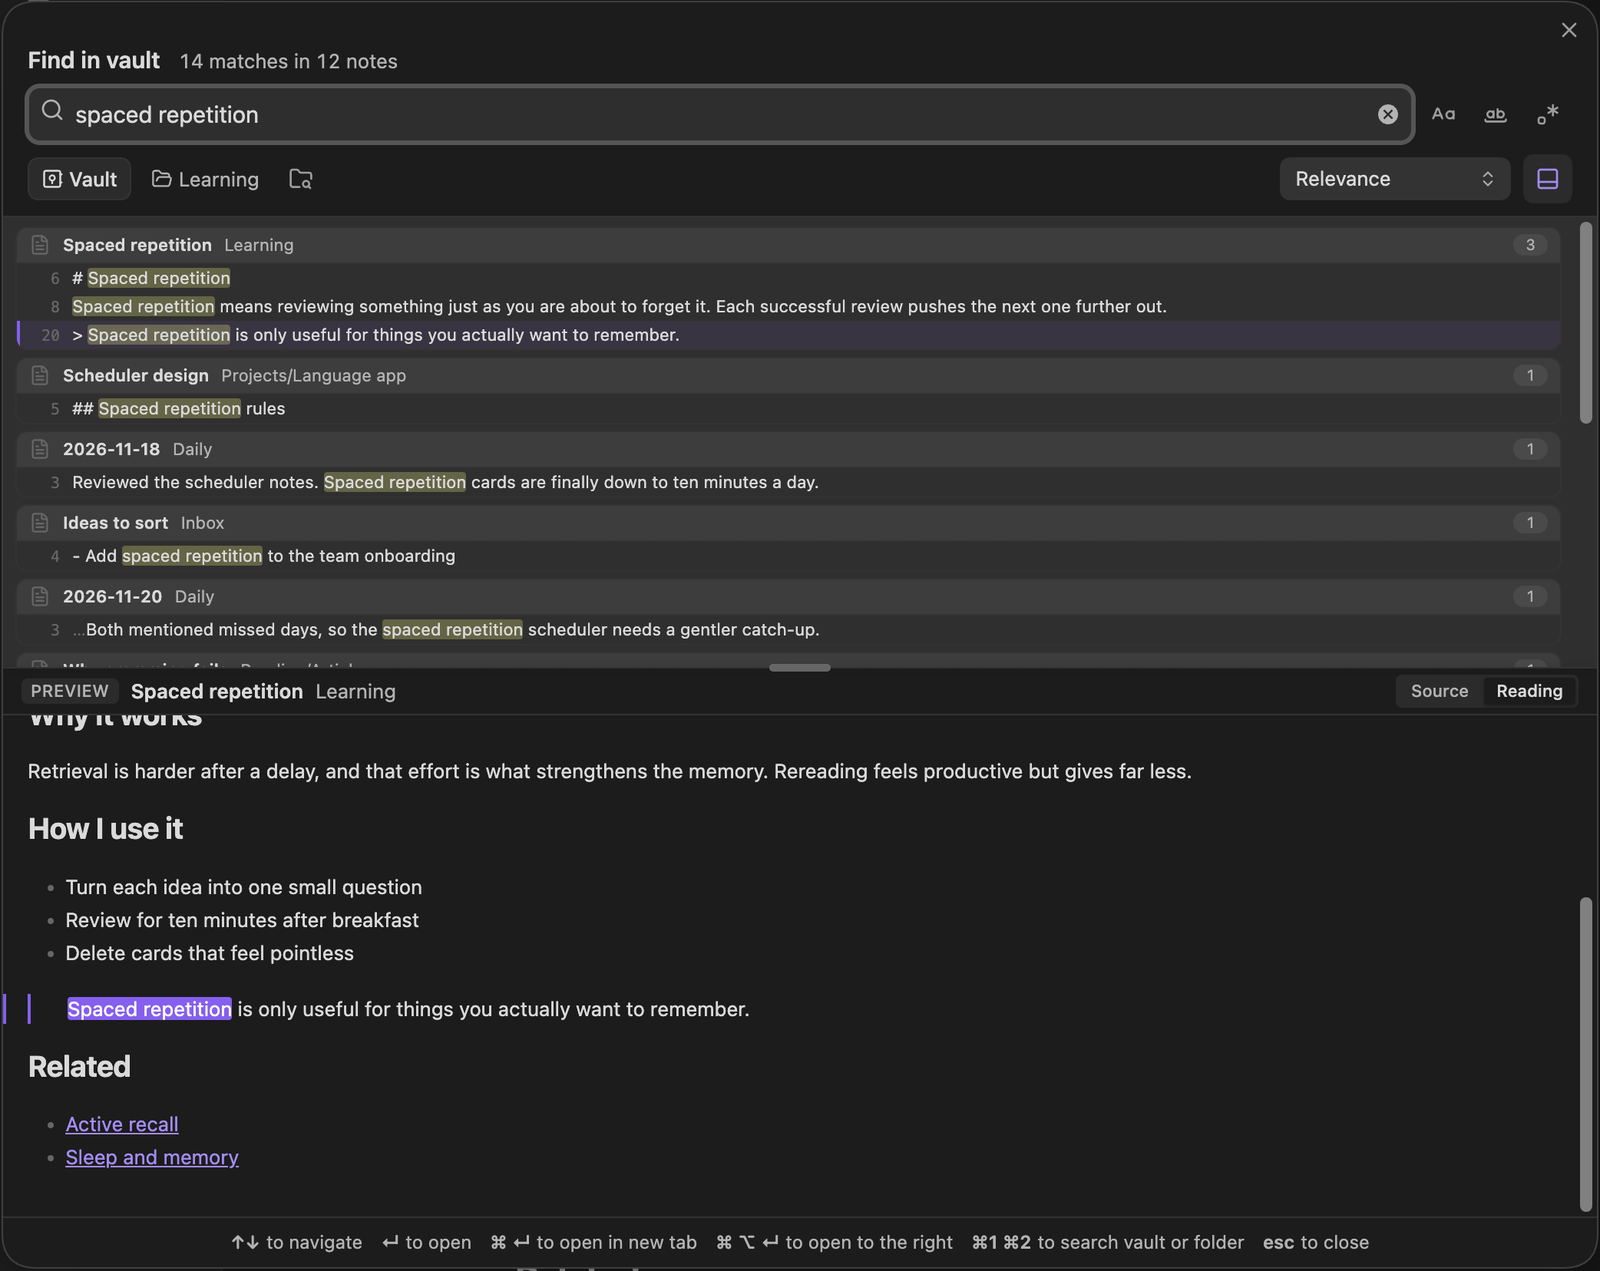 Find in vault 14 matches in 12 notes
spaced repetition
Aa ab
Vault Learning Relevance
Spaced repetition Learning 3
6 # Spaced repetition
8 Spaced repetition means reviewing something just as you are about to forget it. Each successful review pushes the next one further out.
20 > Spaced repetition is only useful for things you actually want to remember.
Scheduler design Projects/Language app 1
5 ## Spaced repetition rules
2026-11-18 Daily 1
3 Reviewed the scheduler notes. Spaced repetition cards are finally down to ten minutes a day.
Ideas to sort Inbox 1
4 - Add spaced repetition to the team onboarding
2026-11-20 Daily 1
3 ...Both mentioned missed days, so the spaced repetition scheduler needs a gentler catch-up.
PREVIEW Spaced repetition Learning Source Reading
Why it works
Retrieval is harder after a delay, and that effort is what strengthens the memory. Rereading feels productive but gives far less.
How I use it
• Turn each idea into one small question
• Review for ten minutes after breakfast
• Delete cards that feel pointless
Spaced repetition is only useful for things you actually want to remember.
Related
• Active recall
• Sleep and memory
↑↓ to navigate ↵ to open ⌘ ↵ to open in new tab ⌘ ⌥ ↵ to open to the right ⌘1 ⌘2 to search vault or folder esc to close